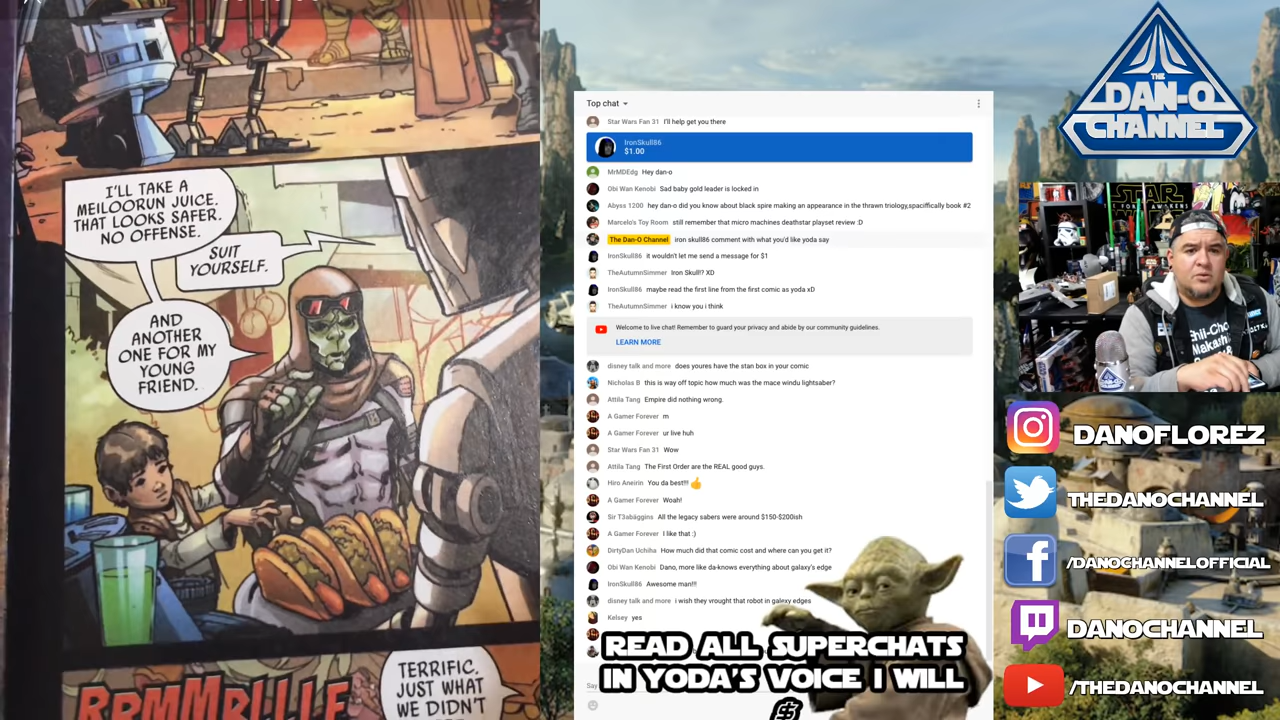 I'LL TAKE A
MEILOORUN JUICE.
THAT LOOKS SAFER.
NO OFFENSE.
SUIT
YOURSELF.
AND
ANOTHER
ONE FOR MY
YOUNG
FRIEND.
TERRIFIC.
JUST WHAT
WE DIDN'T
Top chat
Star Wars Fan 31 I'll help get you there
IronSkull86
$1.00
MrMDEdg Hey dan-o
Obi Wan Kenobi Sad baby gold leader is locked in
Abyss 1200 hey dan-o did you know about black spire making an appearance in the thrawn triology,spaciffically book #2
Marcelo's Toy Room still remember that micro machines deathstar playset review :D
The Dan-O Channel iron skull86 comment with what you'd like yoda say
IronSkull86 it wouldn't let me send a message for $1
TheAutumnSimmer Iron Skull!? XD
IronSkull86 maybe read the first line from the first comic as yoda xD
TheAutumnSimmer i know you i think
Welcome to live chat! Remember to guard your privacy and abide by our community guidelines.
LEARN MORE
disney talk and more does youres have the stan box in your comic
Nicholas B this is way off topic how much was the mace windu lightsaber?
Attila Tang Empire did nothing wrong.
A Gamer Forever m
A Gamer Forever ur live huh
Star Wars Fan 31 Wow
Attila Tang The First Order are the REAL good guys.
Hiro Aneirin You da best!!! 👍
A Gamer Forever Woah!
Sir T3abäggins All the legacy sabers were around $150-$200ish
A Gamer Forever I like that :)
DirtyDan Uchiha How much did that comic cost and where can you get it?
Obi Wan Kenobi Dano, more like da-knows everything about galaxy's edge
IronSkull86 Awesome man!!!
disney talk and more i wish they vrought that robot in galexy edges
Kelsey yes
READ ALL SUPERCHATS
IN YODA'S VOICE I WILL
Say
$
THE
DAN-O
CHANNEL
STAR
WARS
DANOFLOREZ
THEDANOCHANNEL
/DANOCHANNELOFFICIAL
DANOCHANNEL
/THEDANOCHANNEL